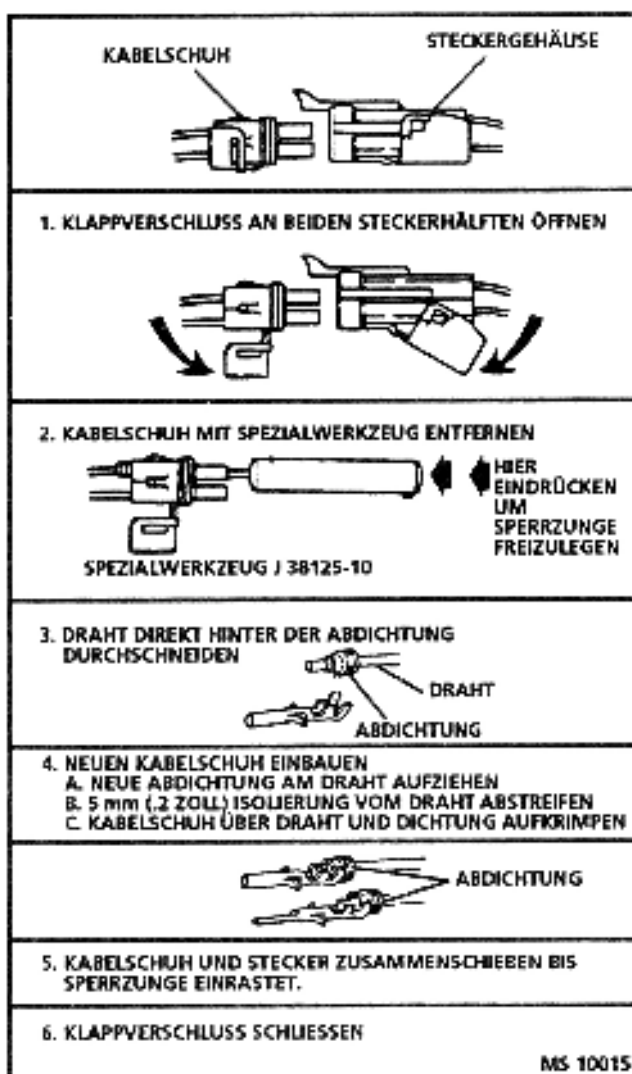 KABELSCHUH
STECKERGEHÄUSE
1. KLAPPVERSCHLUSS AN BEIDEN STECKERHÄLFTEN ÖFFNEN
2. KABELSCHUH MIT SPEZIALWERKZEUG ENTFERNEN
HIER
EINDRÜCKEN
UM
SPERRZUNGE
FREIZULEGEN
SPEZIALWERKZEUG J 38125-10
3. DRAHT DIREKT HINTER DER ABDICHTUNG
DURCHSCHNEIDEN
DRAHT
ABDICHTUNG
4. NEUEN KABELSCHUH EINBAUEN
A. NEUE ABDICHTUNG AM DRAHT AUFZIEHEN
B. 5 mm (.2 ZOLL) ISOLIERUNG VOM DRAHT ABSTREIFEN
C. KABELSCHUH ÜBER DRAHT UND DICHTUNG AUFKRIMPEN
ABDICHTUNG
5. KABELSCHUH UND STECKER ZUSAMMENSCHIEBEN BIS
SPERRZUNGE EINRASTET.
6. KLAPPVERSCHLUSS SCHLIESSEN
MS 10015